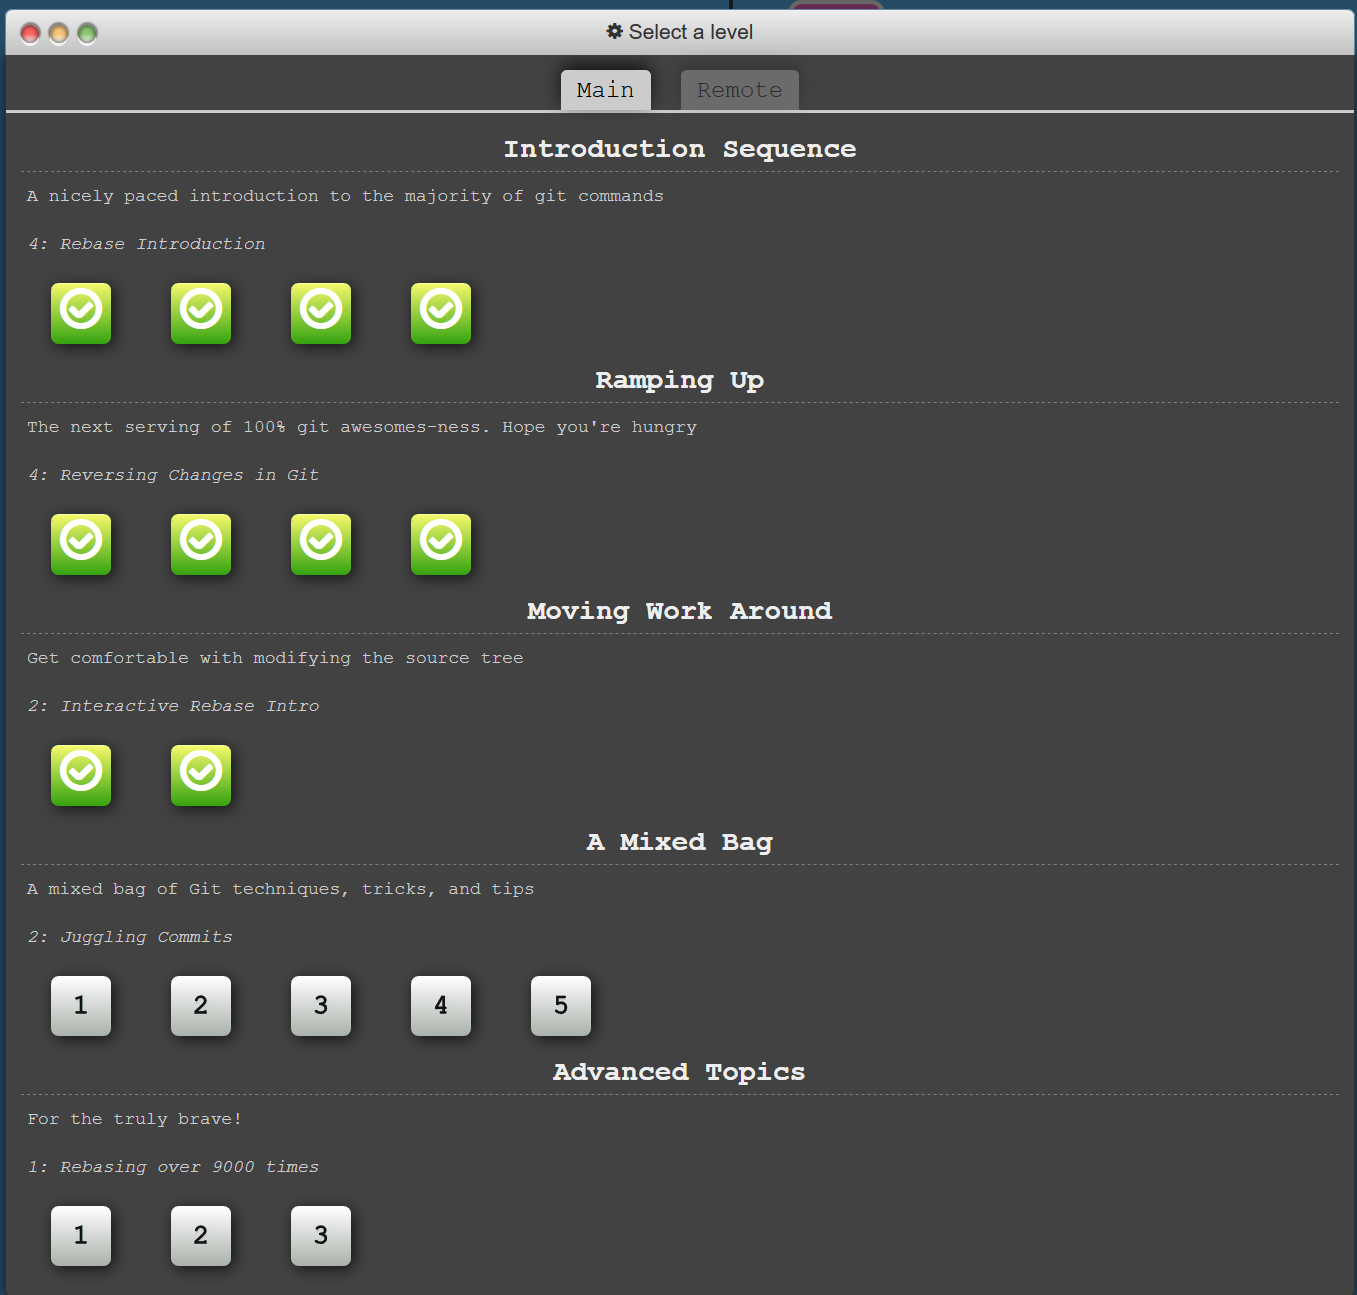 Select a level
Main Remote
Introduction Sequence
A nicely paced introduction to the majority of git commands
4: Rebase Introduction
Ramping Up
The next serving of 100% git awesomes-ness. Hope you're hungry
4: Reversing Changes in Git
Moving Work Around
Get comfortable with modifying the source tree
2: Interactive Rebase Intro
A Mixed Bag
A mixed bag of Git techniques, tricks, and tips
2: Juggling Commits
1 2 3 4 5
Advanced Topics
For the truly brave!
1: Rebasing over 9000 times
1 2 3